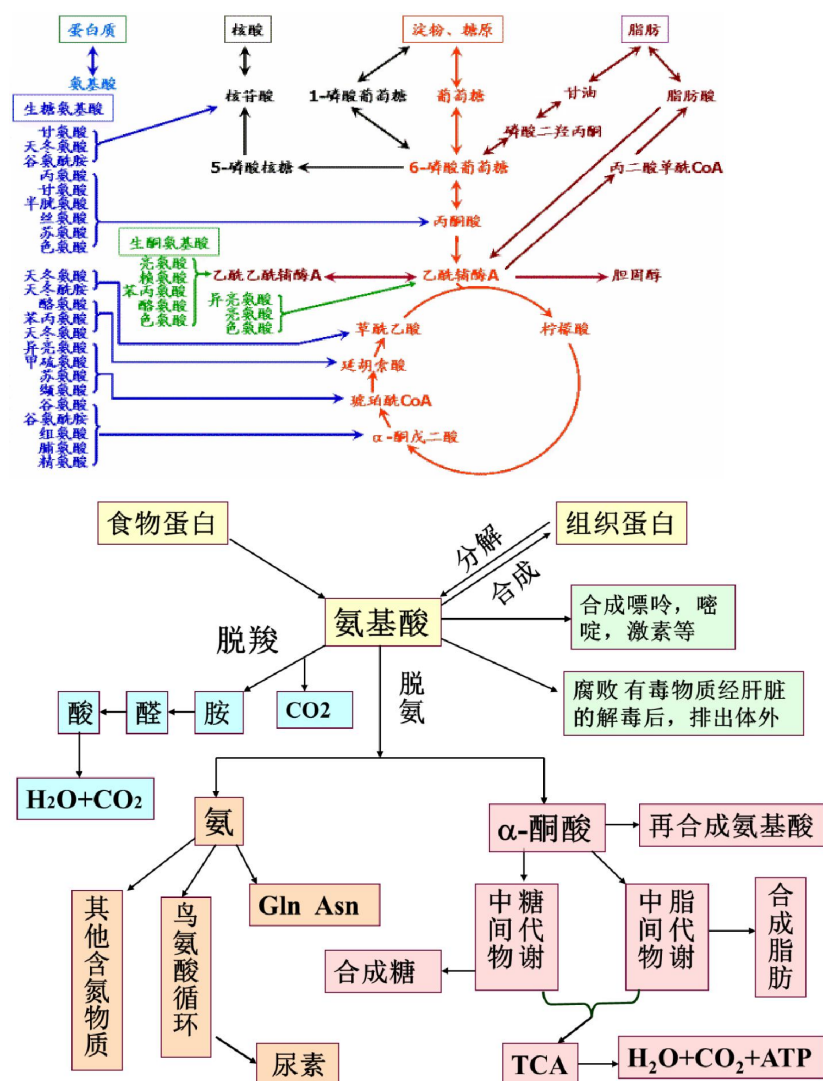 蛋白质
核酸
淀粉、糖原
脂肪
氨基酸
生糖氨基酸
核苷酸
1-磷酸葡萄糖
葡萄糖
甘油
脂肪酸
磷酸二羟丙酮
甘氨酸
天冬氨酸
谷氨酰胺
5-磷酸核糖
6-磷酸葡萄糖
丙二酸单酰CoA
丙氨酸
甘氨酸
半胱氨酸
丝氨酸
苏氨酸
色氨酸
丙酮酸
生酮氨基酸
亮氨酸
赖氨酸
苯丙氨酸
酪氨酸
色氨酸
乙酰乙酰辅酶A
乙酰辅酶A
胆固醇
异亮氨酸
亮氨酸
色氨酸
天冬氨酸
天冬酰胺
酪氨酸
苯丙氨酸
天冬氨酸
异亮氨酸
甲硫氨酸
苏氨酸
缬氨酸
谷氨酸
谷氨酰胺
组氨酸
脯氨酸
精氨酸
草酰乙酸
柠檬酸
延胡索酸
琥珀酰CoA
α-酮戊二酸
食物蛋白
组织蛋白
分解
合成
氨基酸
合成嘌呤，嘧
啶，激素等
脱羧
脱氨
腐败 有毒物质经肝脏
的解毒后，排出体外
酸
醛
胺
CO2
H2O+CO2
氨
α-酮酸
再合成氨基酸
其他含氮物质
鸟氨酸循环
Gln Asn
糖代谢
中间物
脂代谢
中间物
合成脂肪
合成糖
尿素
TCA
H2O+CO2+ATP